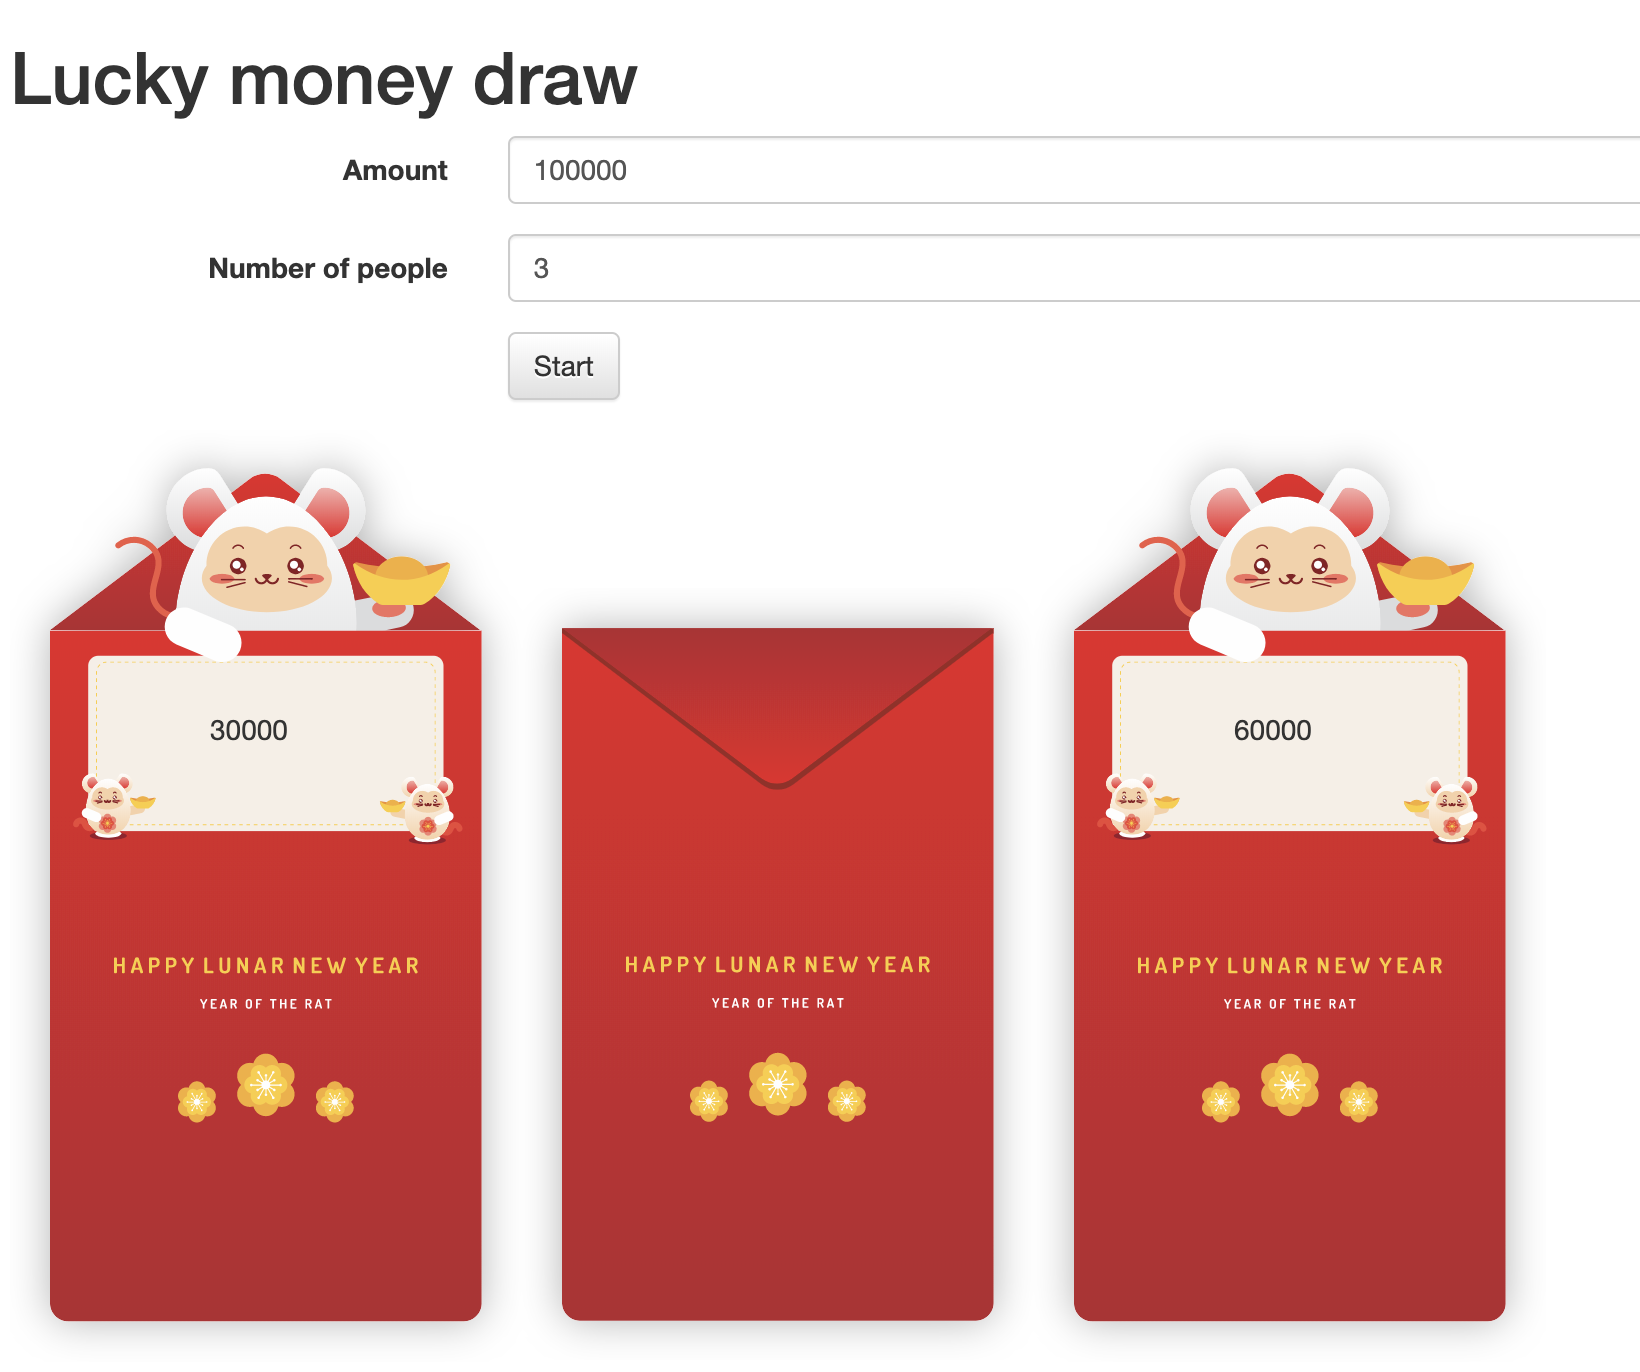 Lucky money draw
Amount
100000
Number of people
3
Start
30000
HAPPY LUNAR NEW YEAR
YEAR OF THE RAT
HAPPY LUNAR NEW YEAR
YEAR OF THE RAT
60000
HAPPY LUNAR NEW YEAR
YEAR OF THE RAT